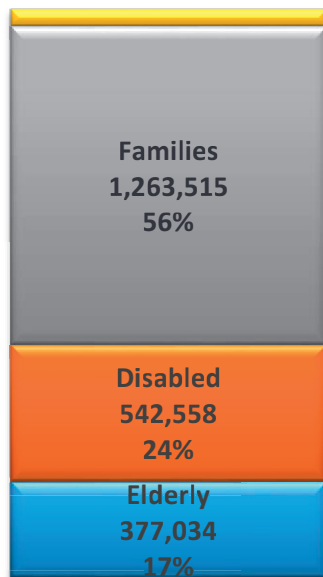 Families
1,263,515
56%
Disabled
542,558
24%
Elderly
377,034
17%